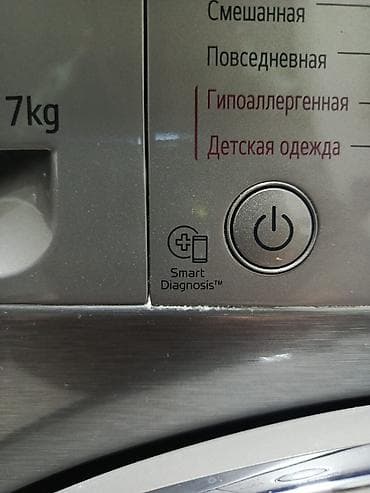 Смешанная
Повседневная
7kg
Гипоаллергенная
Детская одежда
Smart
Diagnosis™